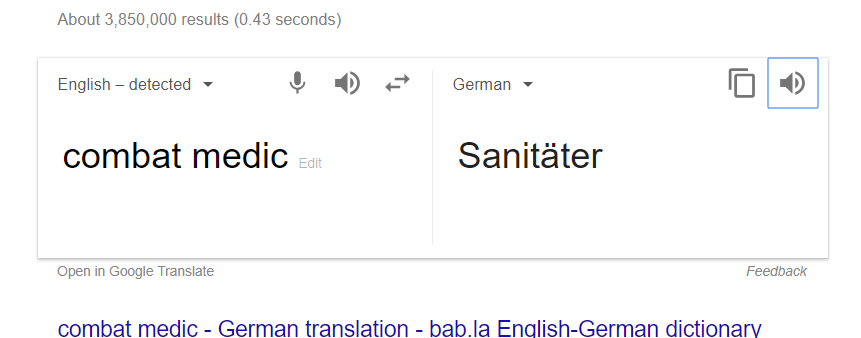 About 3,850,000 results (0.43 seconds)
English – detected German
combat medic Edit Sanitäter
Open in Google Translate Feedback
combat medic - German translation - bab.la English-German dictionary